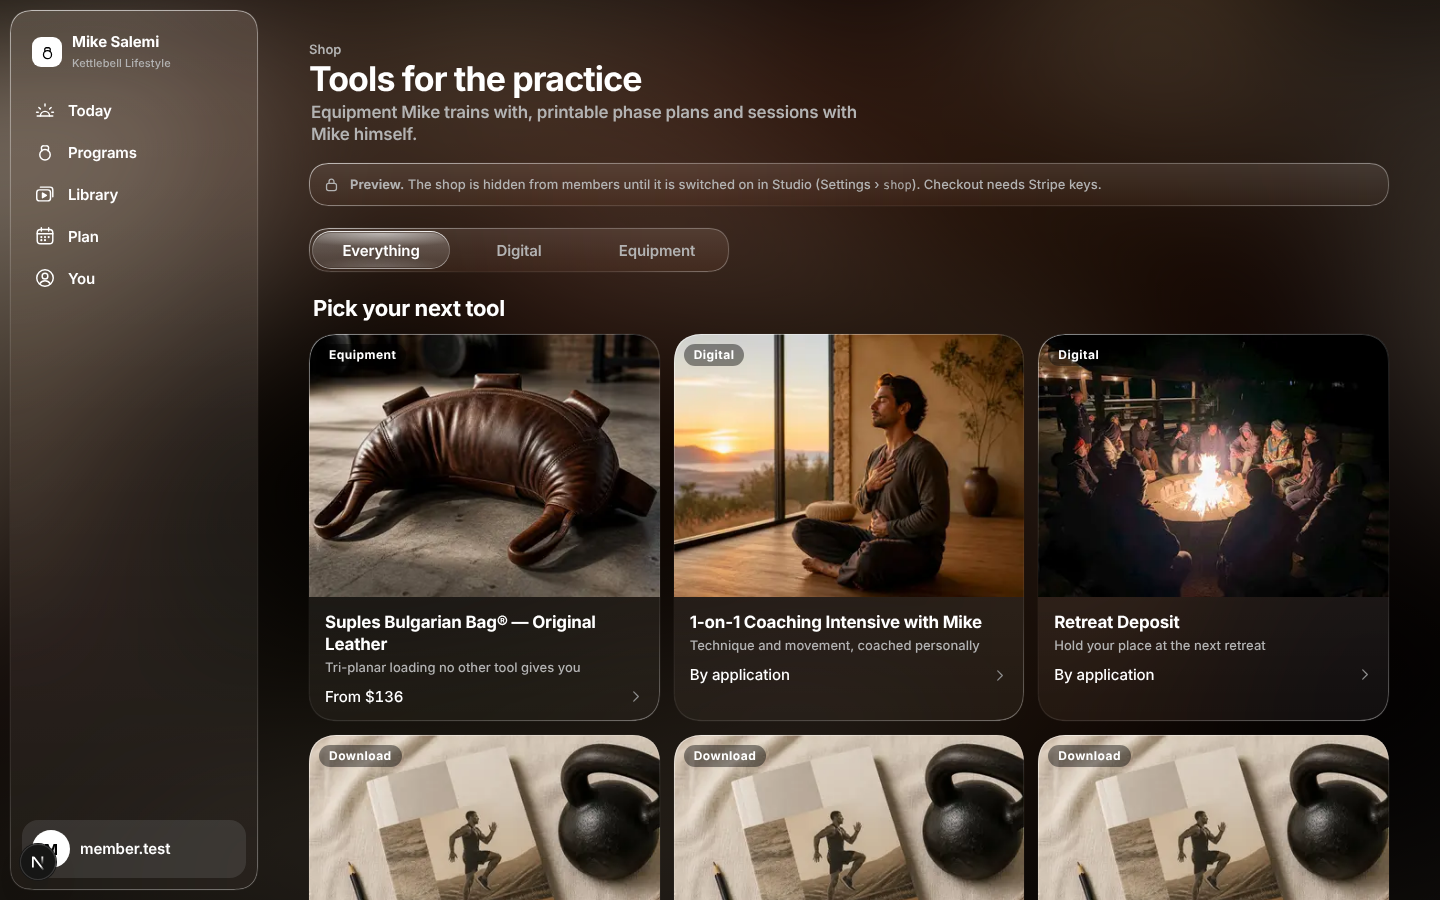 Mike Salemi
Kettlebell Lifestyle
Today
Programs
Library
Plan
You
member.test
Shop
Tools for the practice
Equipment Mike trains with, printable phase plans and sessions with
Mike himself.
Preview. The shop is hidden from members until it is switched on in Studio (Settings › shop). Checkout needs Stripe keys.
Everything
Digital
Equipment
Pick your next tool
Equipment
Suples Bulgarian Bag® — Original
Leather
Tri-planar loading no other tool gives you
From $136
Digital
1-on-1 Coaching Intensive with Mike
Technique and movement, coached personally
By application
Digital
Retreat Deposit
Hold your place at the next retreat
By application
Download
Download
Download